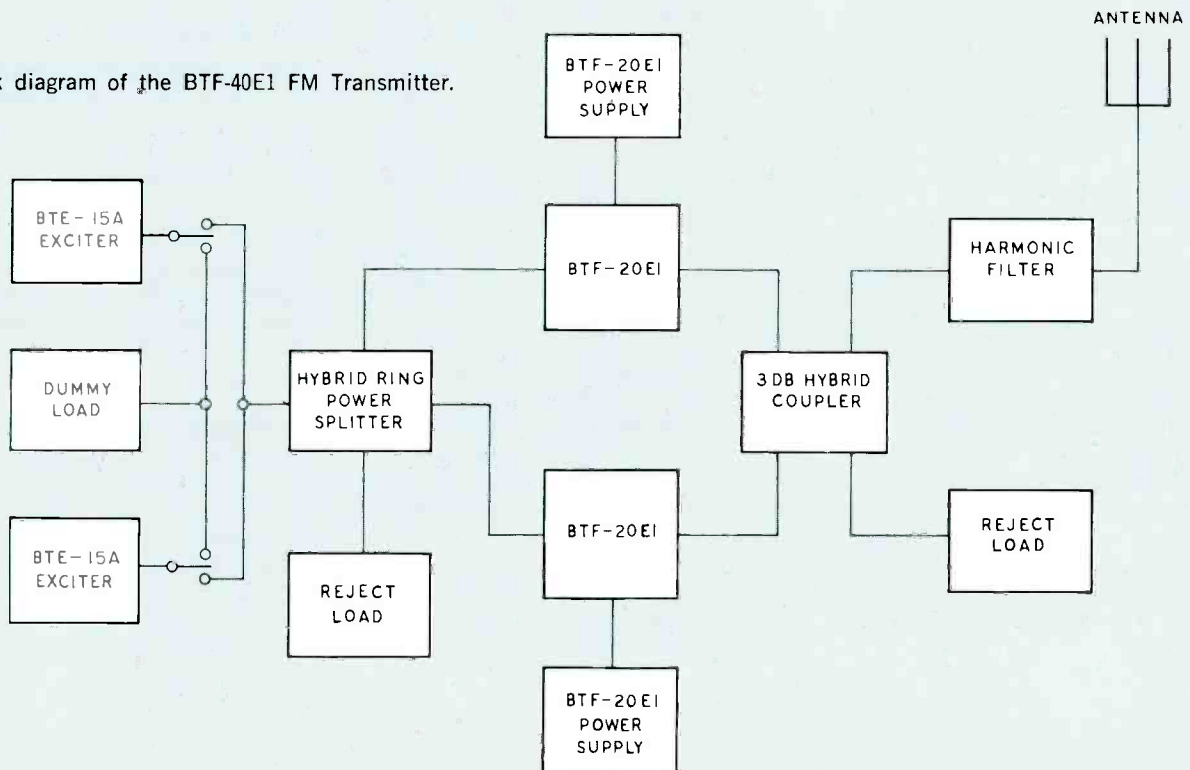 ANTENNA
k diagram of the BTF-40E1 FM Transmitter.
BTF-20E1
POWER
SUPPLY
BTE-15A
EXCITER
BTF-20E1
HARMONIC
FILTER
DUMMY
LOAD
HYBRID RING
POWER
SPLITTER
3 DB HYBRID
COUPLER
BTE-15A
EXCITER
REJECT
LOAD
BTF-20E1
REJECT
LOAD
BTF-20E1
POWER
SUPPLY